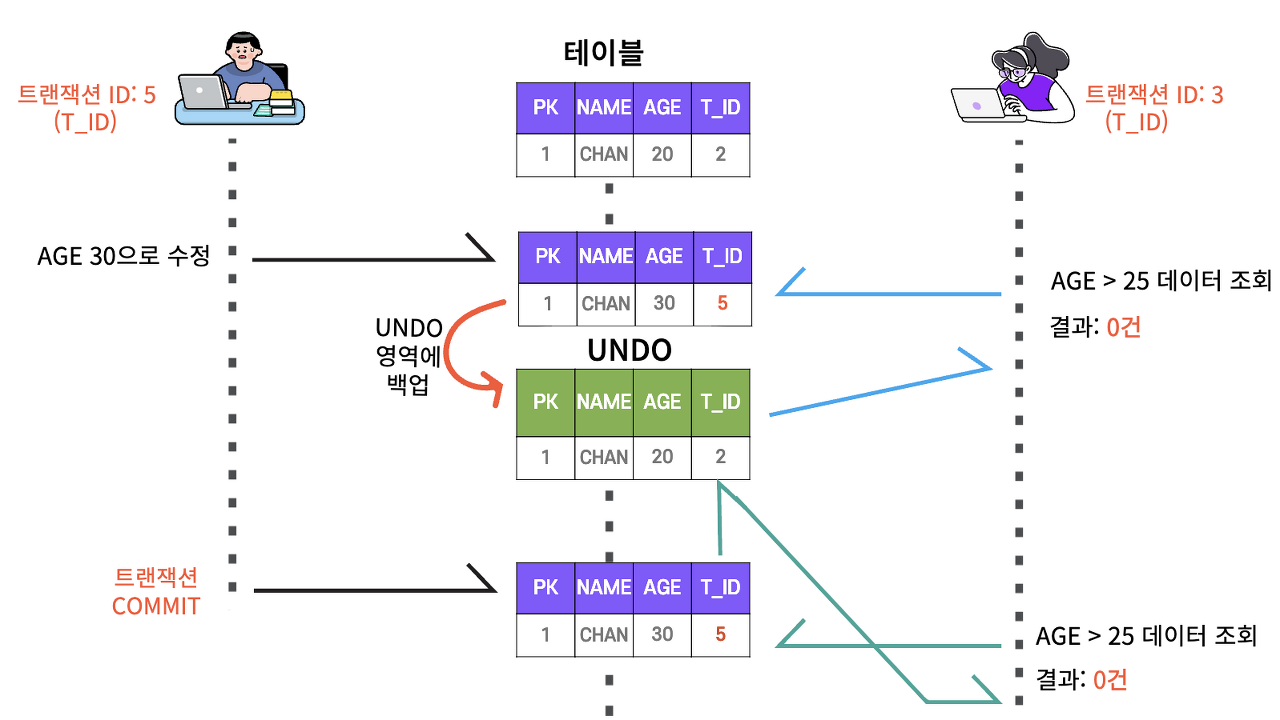 테이블
트랜잭션 ID: 5
(T_ID)
PK NAME AGE T_ID
1 CHAN 20 2
트랜잭션 ID: 3
(T_ID)
AGE 30으로 수정
PK NAME AGE T_ID
1 CHAN 30 5
AGE > 25 데이터 조회
결과: 0건
UNDO
영역에
백업
UNDO
PK NAME AGE T_ID
1 CHAN 20 2
트랜잭션
COMMIT
PK NAME AGE T_ID
1 CHAN 30 5
AGE > 25 데이터 조회
결과: 0건